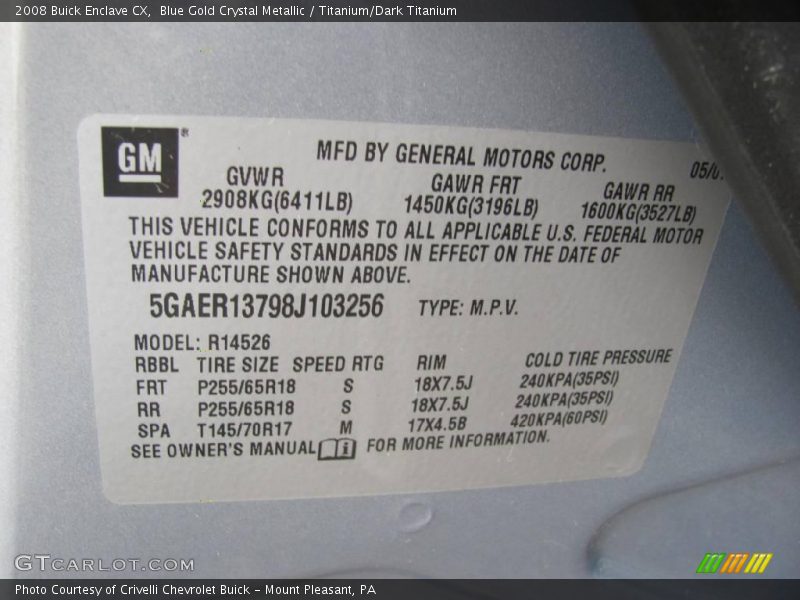 2008 Buick Enclave CX,  Blue Gold Crystal Metallic / Titanium/Dark Titanium
GM ®
MFD BY GENERAL MOTORS CORP. 05/0
GVWR GAWR FRT GAWR RR
2908KG(6411LB) 1450KG(3196LB) 1600KG(3527LB)
THIS VEHICLE CONFORMS TO ALL APPLICABLE U.S. FEDERAL MOTOR
VEHICLE SAFETY STANDARDS IN EFFECT ON THE DATE OF
MANUFACTURE SHOWN ABOVE.
5GAER13798J103256 TYPE: M.P.V.
MODEL: R14526
RBBL TIRE SIZE SPEED RTG RIM COLD TIRE PRESSURE
FRT P255/65R18 S 18X7.5J 240KPA(35PSI)
RR P255/65R18 S 18X7.5J 240KPA(35PSI)
SPA T145/70R17 M 17X4.5B 420KPA(60PSI)
SEE OWNER'S MANUAL i FOR MORE INFORMATION.
GTCARLOT.COM
Photo Courtesy of Crivelli Chevrolet Buick - Mount Pleasant, PA